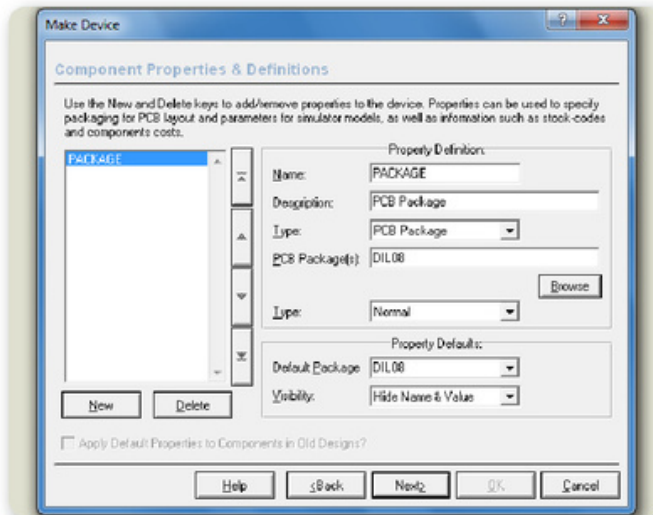 Make Device
Component Properties & Definitions
Use the New and Delete keys to add/remove properties to the device. Properties can be used to specify
packaging for PCB layout and parameters for simulator models, as well as information such as stock-codes
and components costs.
PACKAGE
Property Definition:
Name: PACKAGE
Description: PCB Package
Type: PCB Package
PCB Package(s): DIL08
Browse
Type: Normal
Property Defaults:
Default Package DIL08
Visibility: Hide Name & Value
New Delete
Apply Default Properties to Components in Old Designs?
Help <Back Next> OK Cancel